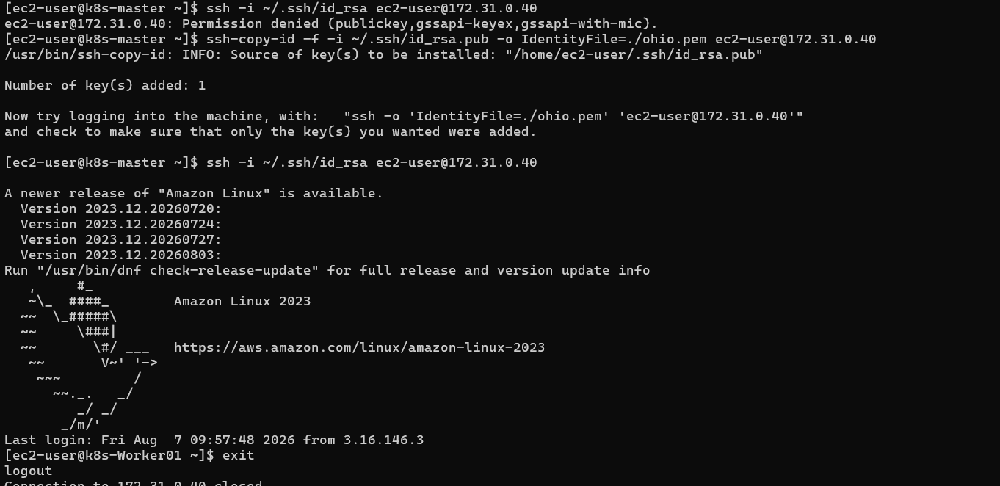 [ec2-user@k8s-master ~]$ ssh -i ~/.ssh/id_rsa ec2-user@172.31.0.40
ec2-user@172.31.0.40: Permission denied (publickey,gssapi-keyex,gssapi-with-mic).
[ec2-user@k8s-master ~]$ ssh-copy-id -f -i ~/.ssh/id_rsa.pub -o IdentityFile=./ohio.pem ec2-user@172.31.0.40
/usr/bin/ssh-copy-id: INFO: Source of key(s) to be installed: "/home/ec2-user/.ssh/id_rsa.pub"

Number of key(s) added: 1

Now try logging into the machine, with:   "ssh -o 'IdentityFile=./ohio.pem' 'ec2-user@172.31.0.40'"
and check to make sure that only the key(s) you wanted were added.

[ec2-user@k8s-master ~]$ ssh -i ~/.ssh/id_rsa ec2-user@172.31.0.40

A newer release of "Amazon Linux" is available.
  Version 2023.12.20260720:
  Version 2023.12.20260724:
  Version 2023.12.20260727:
  Version 2023.12.20260803:
Run "/usr/bin/dnf check-release-update" for full release and version update info
   ,     #_
   ~\_  ####_        Amazon Linux 2023
  ~~  \_#####\
  ~~     \###|
  ~~       \#/ ___   https://aws.amazon.com/linux/amazon-linux-2023
   ~~       V~' '->
    ~~~         /
      ~~._.   _/
         _/ _/
       _/m/'
Last login: Fri Aug  7 09:57:48 2026 from 3.16.146.3
[ec2-user@k8s-Worker01 ~]$ exit
logout
Connection to 172.31.0.40 closed